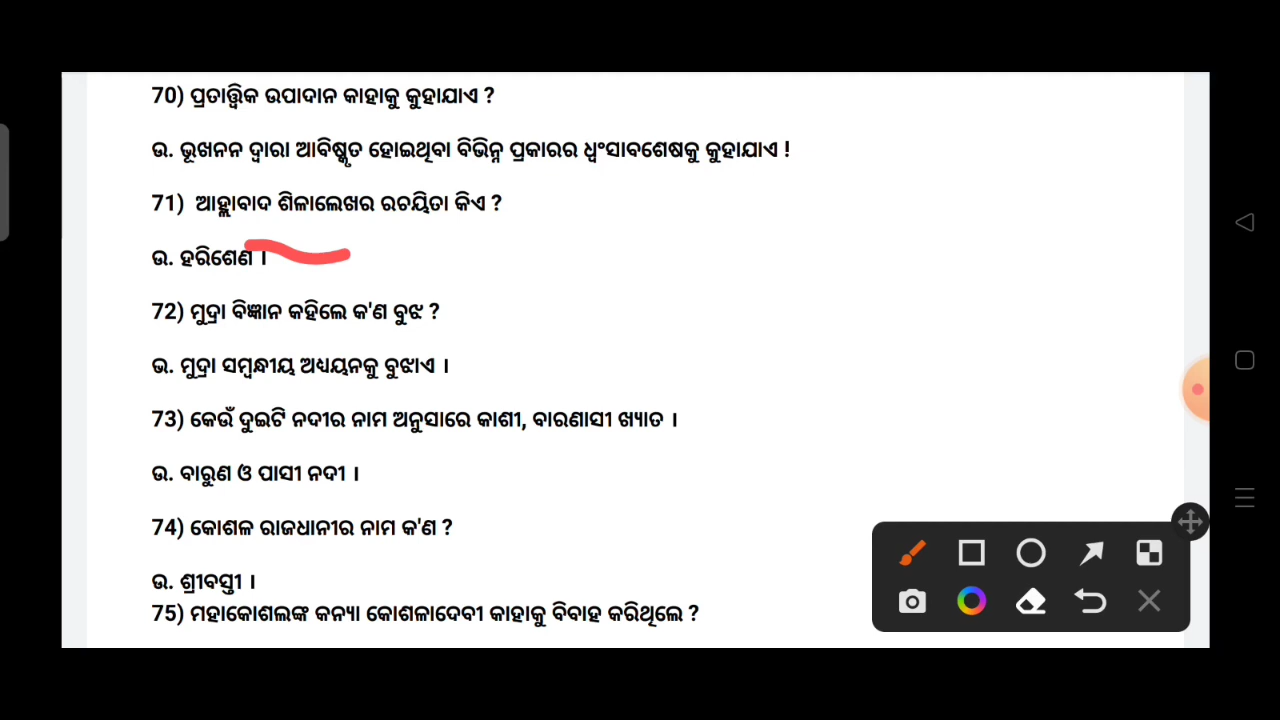 70) ପ୍ରତାତ୍ତ୍ୱିକ ଉପାଦାନ କାହାକୁ କୁହାଯାଏ ?
ଉ. ଭୂଖନନ ଦ୍ୱାରା ଆବିଷ୍କୃତ ହୋଇଥିବା ବିଭିନ୍ନ ପ୍ରକାରର ଧ୍ୱଂସାବଶେଷକୁ କୁହାଯାଏ !
71) ଆହ୍ଲାବାଦ ଶିଳାଲେଖର ରଚୟିତା କିଏ ?
ଉ. ହରିଶେଣ ।
72) ମୁଦ୍ରା ବିଜ୍ଞାନ କହିଲେ କ'ଣ ବୁଝ ?
ଭ. ମୁଦ୍ରା ସମ୍ବନ୍ଧୀୟ ଅଧ୍ୟୟନକୁ ବୁଝାଏ ।
73) କେଉଁ ଦୁଇଟି ନଦୀର ନାମ ଅନୁସାରେ କାଶୀ, ବାରଣାସୀ ଖ୍ୟାତ ।
ଉ. ବାରୁଣ ଓ ପାସୀ ନଦୀ ।
74) କୋଶଳ ରାଜଧାନୀର ନାମ କ'ଣ ?
ଉ. ଶ୍ରୀବସ୍ତୀ ।
75) ମହାକୋଶଲଙ୍କ କନ୍ୟା କୋଶଳାଦେବୀ କାହାକୁ ବିବାହ କରିଥିଲେ ?